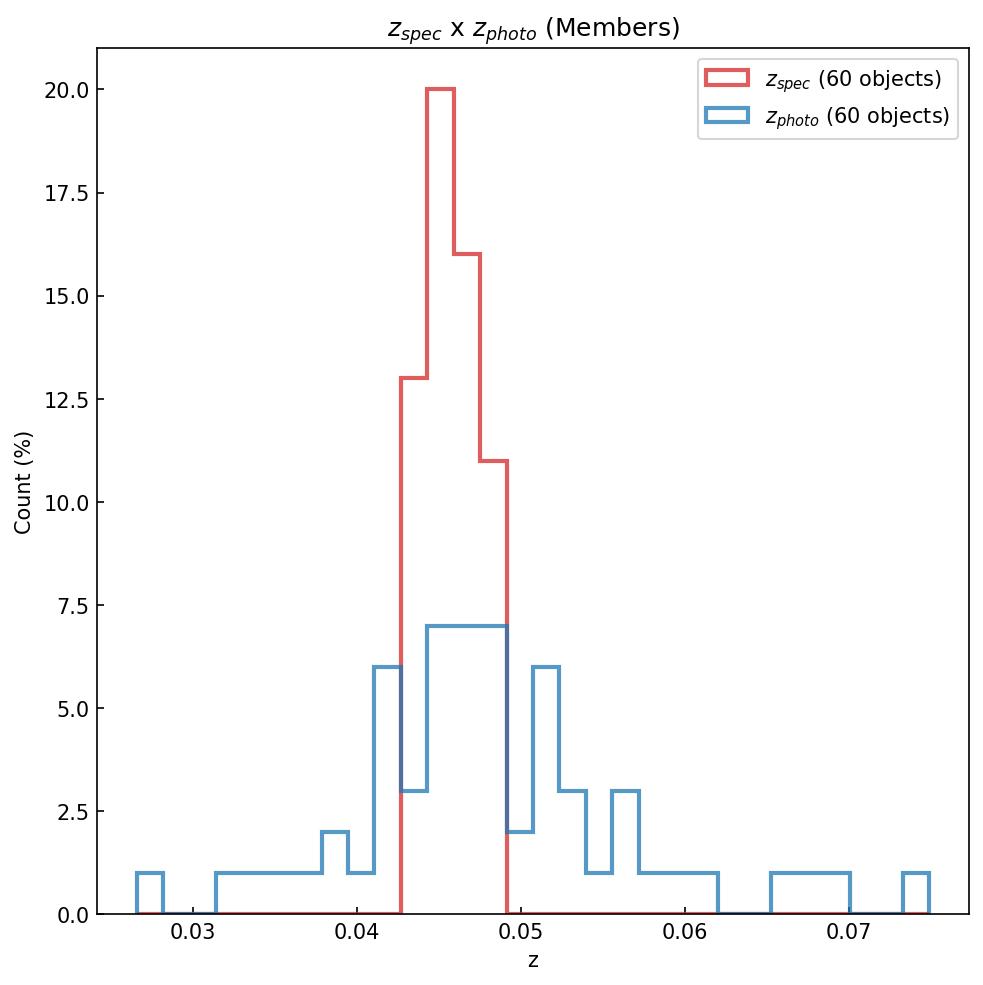 z_spec x z_photo (Members)
z_spec (60 objects)
z_photo (60 objects)
20.0
17.5
15.0
12.5
10.0
7.5
5.0
2.5
0.0
Count (%)
0.03 0.04 0.05 0.06 0.07
z